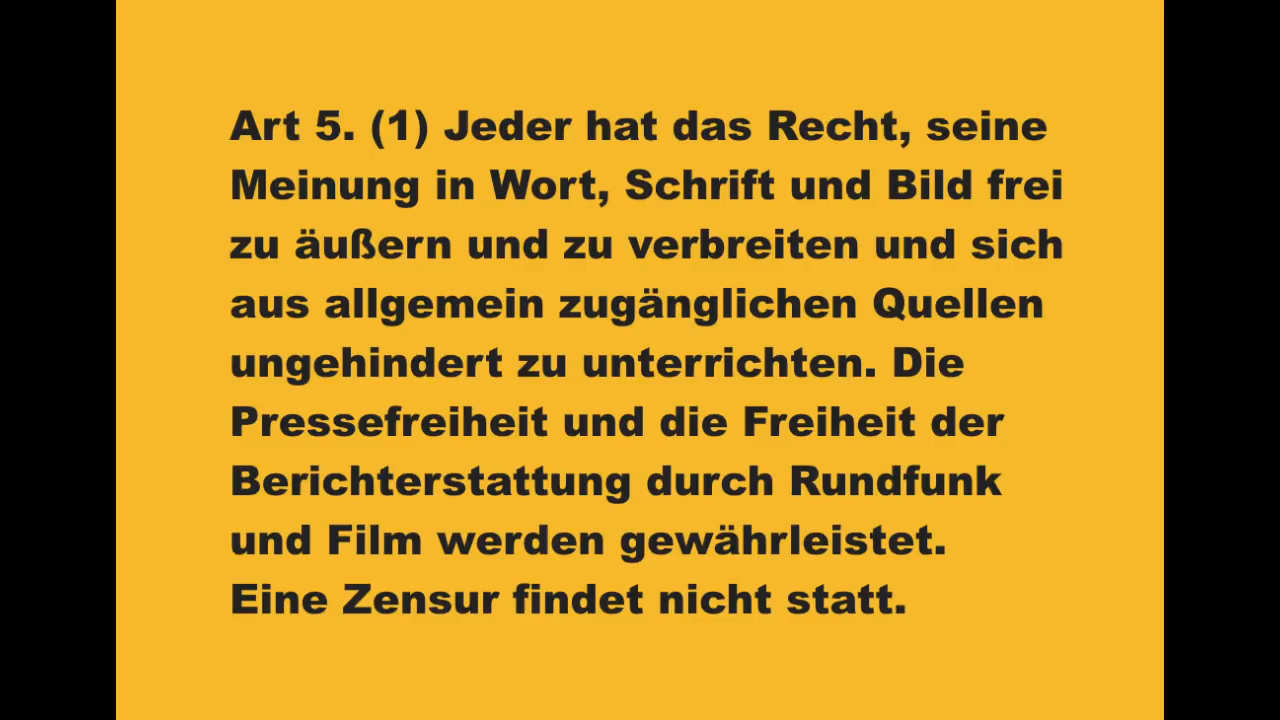 Art 5. (1) Jeder hat das Recht, seine
Meinung in Wort, Schrift und Bild frei
zu äußern und zu verbreiten und sich
aus allgemein zugänglichen Quellen
ungehindert zu unterrichten. Die
Pressefreiheit und die Freiheit der
Berichterstattung durch Rundfunk
und Film werden gewährleistet.
Eine Zensur findet nicht statt.